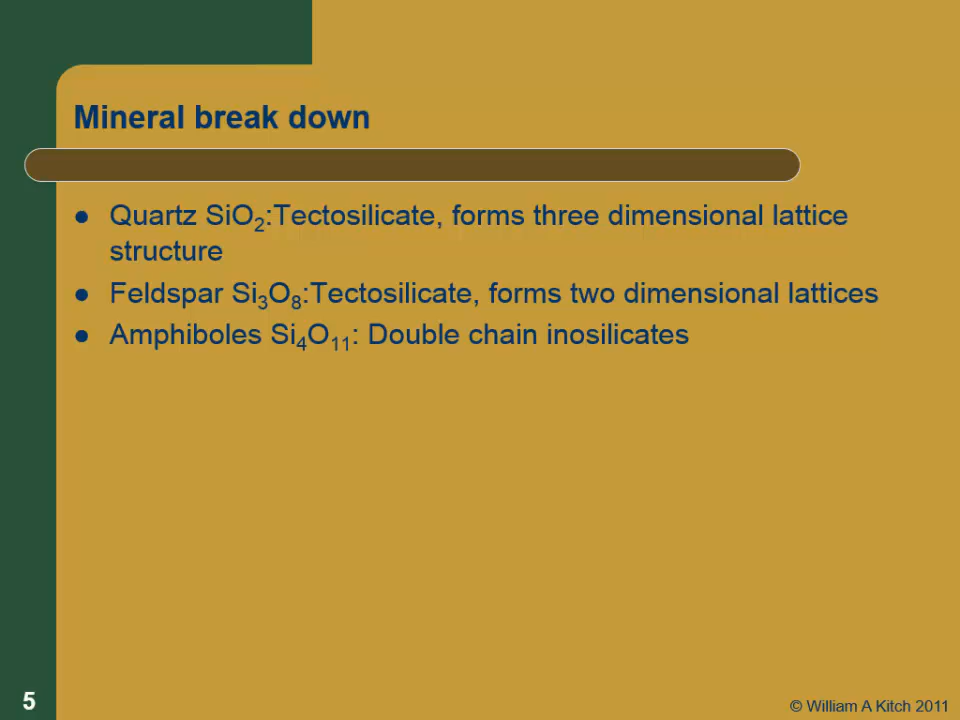 Mineral break down
● Quartz SiO₂:Tectosilicate, forms three dimensional lattice
structure
● Feldspar Si₃O₈:Tectosilicate, forms two dimensional lattices
● Amphiboles Si₄O₁₁: Double chain inosilicates
5
© William A Kitch 2011